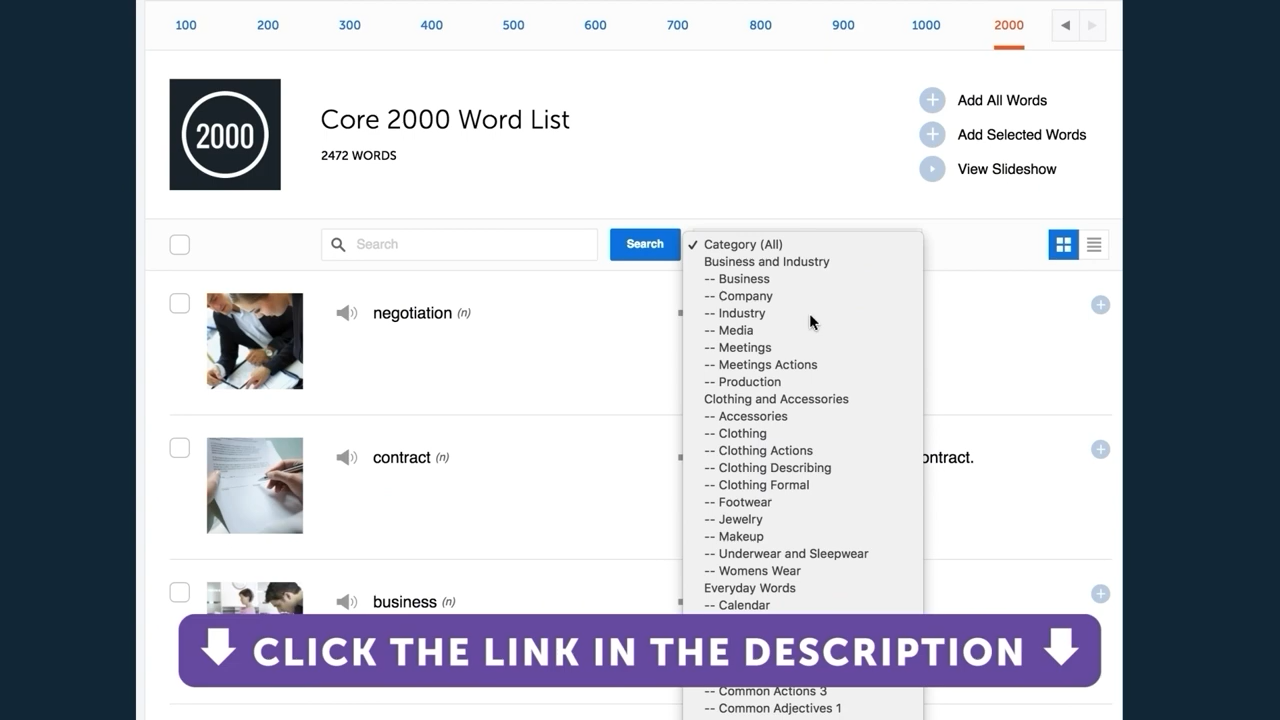 100 200 300 400 500 600 700 800 900 1000 2000
2000
Core 2000 Word List
2472 WORDS
Add All Words
Add Selected Words
View Slideshow
Search
Search
✓ Category (All)
Business and Industry
-- Business
-- Company
-- Industry
-- Media
-- Meetings
-- Meetings Actions
-- Production
Clothing and Accessories
-- Accessories
-- Clothing
-- Clothing Actions
-- Clothing Describing
-- Clothing Formal
-- Footwear
-- Jewelry
-- Makeup
-- Underwear and Sleepwear
-- Womens Wear
Everyday Words
-- Calendar
-- Common Actions 3
-- Common Adjectives 1
negotiation (n)
contract (n)
ontract.
business (n)
CLICK THE LINK IN THE DESCRIPTION